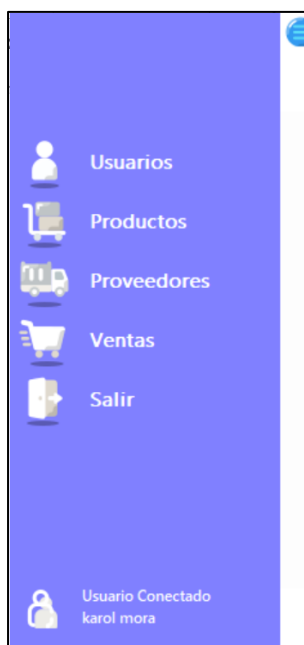 Usuarios
Productos
Proveedores
Ventas
Salir
Usuario Conectado
karol mora